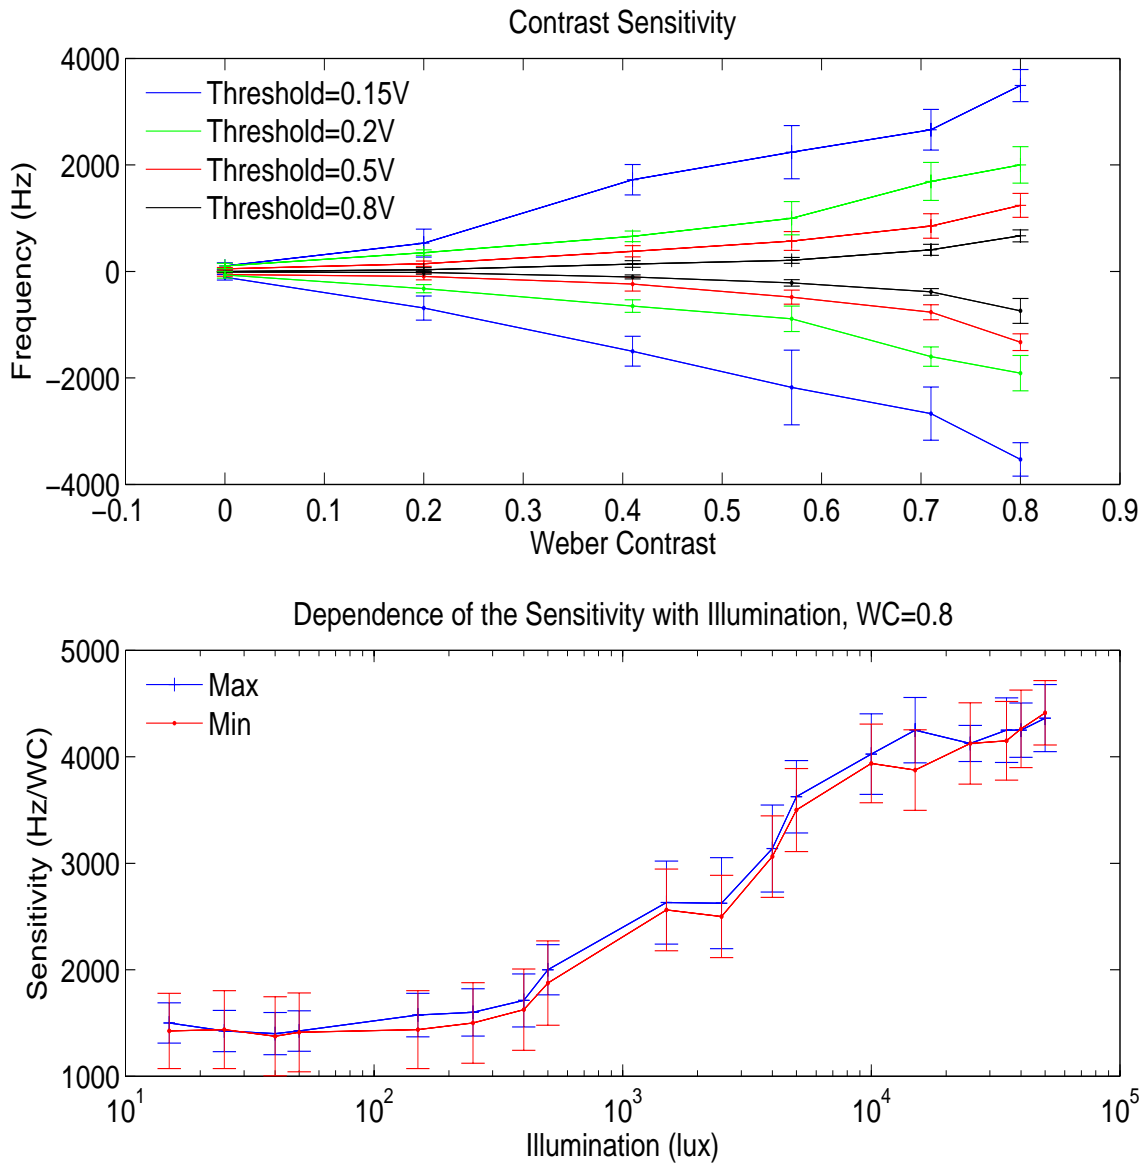 Contrast Sensitivity
4000
2000
0
−2000
−4000
Frequency (Hz)
Threshold=0.15V
Threshold=0.2V
Threshold=0.5V
Threshold=0.8V
−0.1 0 0.1 0.2 0.3 0.4 0.5 0.6 0.7 0.8 0.9
Weber Contrast
Dependence of the Sensitivity with Illumination, WC=0.8
5000
4000
3000
2000
1000
Sensitivity (Hz/WC)
Max
Min
10^1 10^2 10^3 10^4 10^5
Illumination (lux)